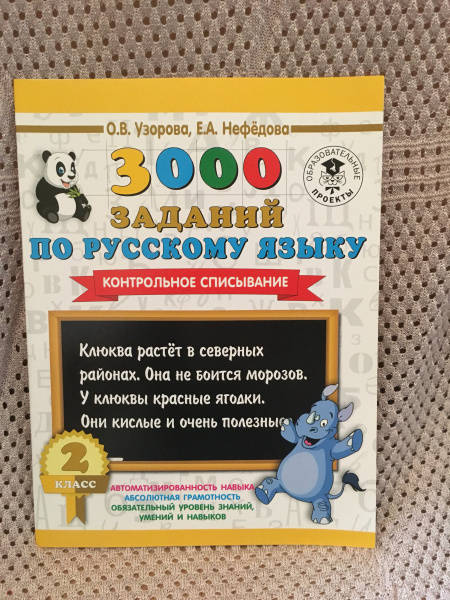 О.В. Узорова, Е.А. Нефёдова
3000
ЗАДАНИЙ
ПО РУССКОМУ ЯЗЫКУ
ОБРАЗОВАТЕЛЬНЫЕ
ПРОЕКТЫ
КОНТРОЛЬНОЕ СПИСЫВАНИЕ
Клюква растёт в северных
районах. Она не боится морозов.
У клюквы красные ягодки.
Они кислые и очень полезные
2
КЛАСС
АВТОМАТИЗИРОВАННОСТЬ НАВЫКА
АБСОЛЮТНАЯ ГРАМОТНОСТЬ
ОБЯЗАТЕЛЬНЫЙ УРОВЕНЬ ЗНАНИЙ,
УМЕНИЙ И НАВЫКОВ